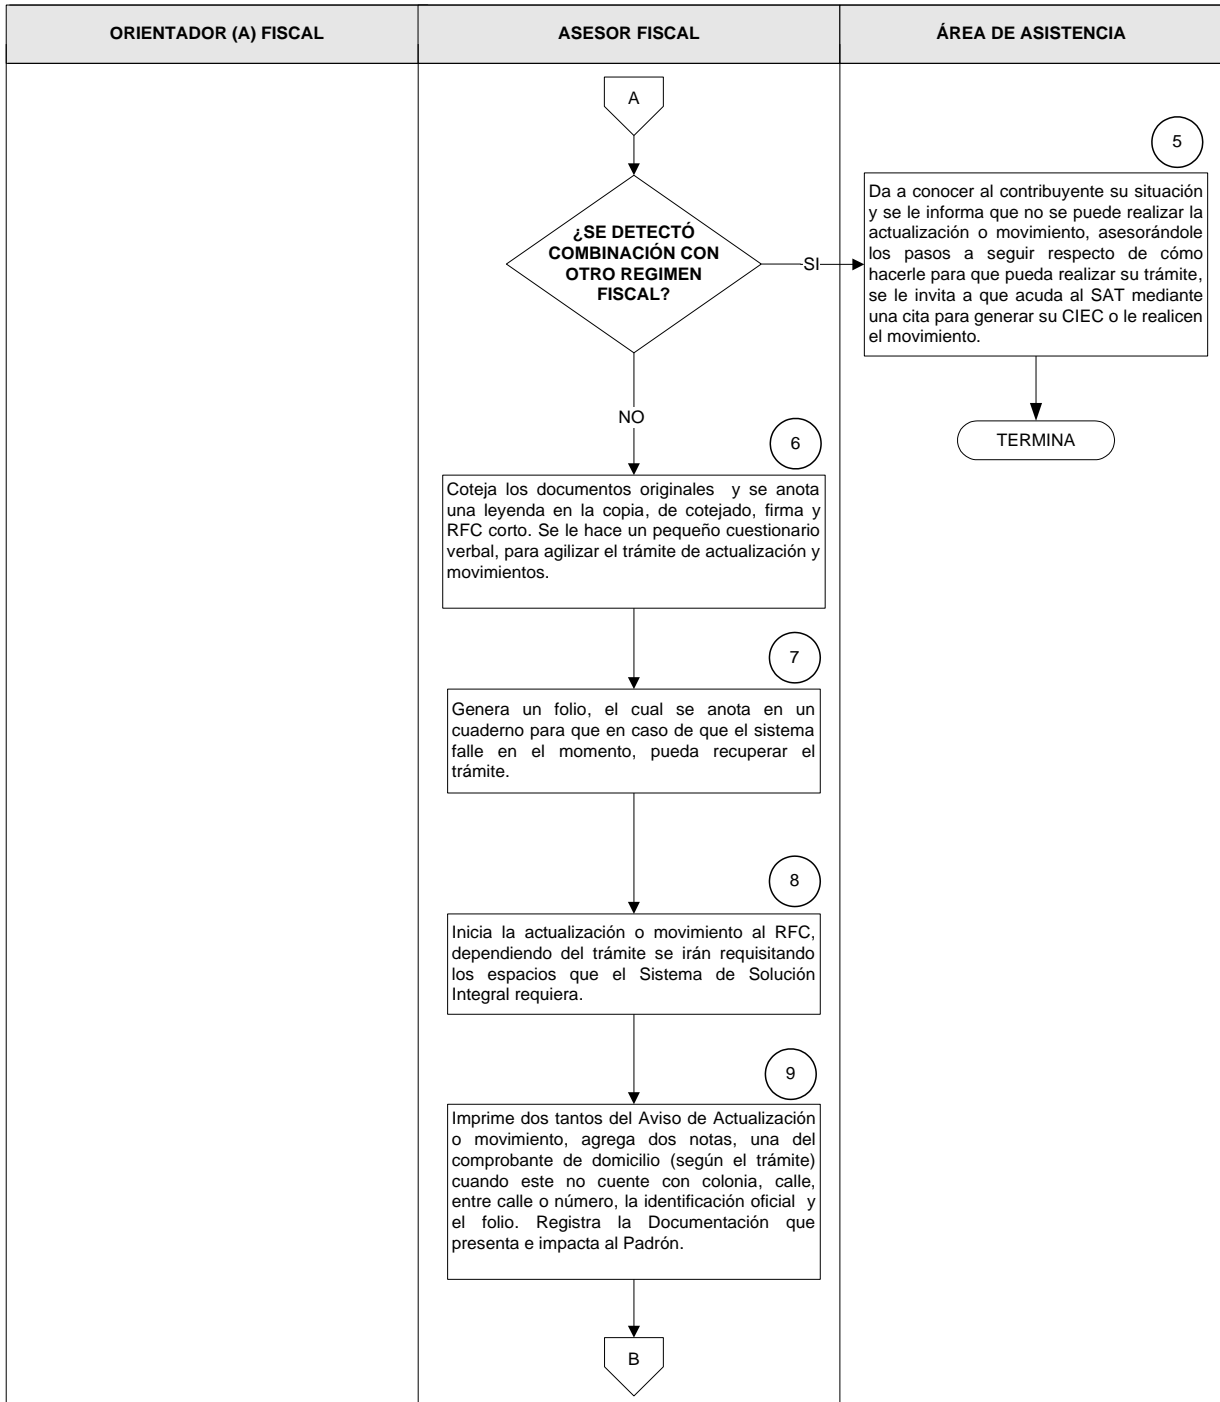 ORIENTADOR (A) FISCAL
ASESOR FISCAL
ÁREA DE ASISTENCIA
A
¿SE DETECTÓ
COMBINACIÓN CON
OTRO REGIMEN
FISCAL?
SI
5
Da a conocer al contribuyente su situación
y se le informa que no se puede realizar la
actualización o movimiento, asesorándole
los pasos a seguir respecto de cómo
hacerle para que pueda realizar su trámite,
se le invita a que acuda al SAT mediante
una cita para generar su CIEC o le realicen
el movimiento.
TERMINA
NO
6
Coteja los documentos originales y se anota
una leyenda en la copia, de cotejado, firma y
RFC corto. Se le hace un pequeño cuestionario
verbal, para agilizar el trámite de actualización y
movimientos.
7
Genera un folio, el cual se anota en un
cuaderno para que en caso de que el sistema
falle en el momento, pueda recuperar el
trámite.
8
Inicia la actualización o movimiento al RFC,
dependiendo del trámite se irán requisitando
los espacios que el Sistema de Solución
Integral requiera.
9
Imprime dos tantos del Aviso de Actualización
o movimiento, agrega dos notas, una del
comprobante de domicilio (según el trámite)
cuando este no cuente con colonia, calle,
entre calle o número, la identificación oficial y
el folio. Registra la Documentación que
presenta e impacta al Padrón.
B